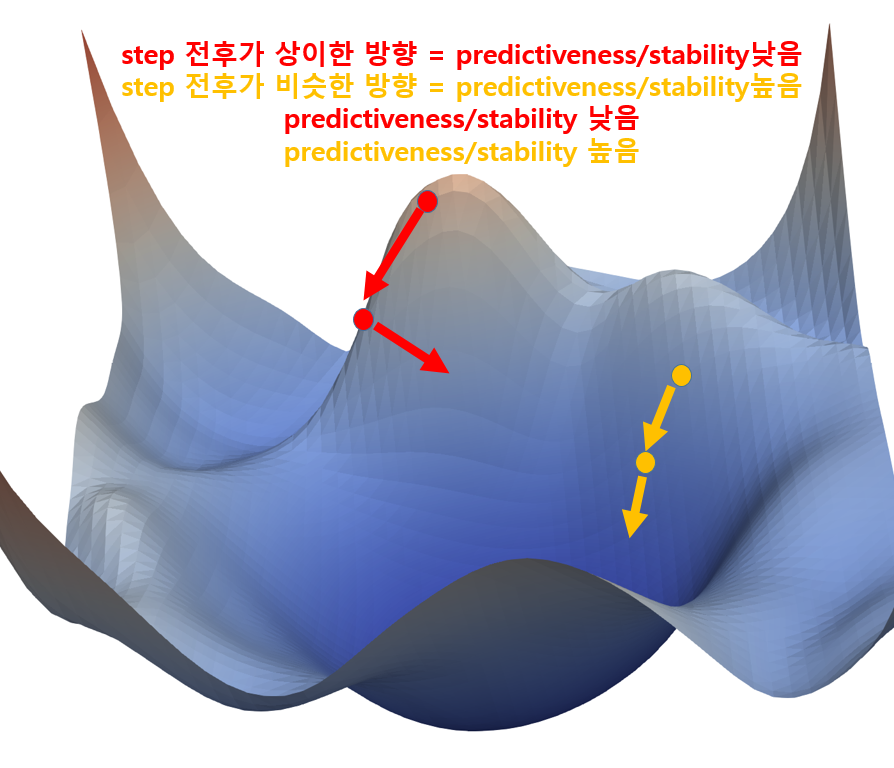 step 전후가 상이한 방향 = predictiveness/stability낮음
step 전후가 비슷한 방향 = predictiveness/stability높음
predictiveness/stability 낮음
predictiveness/stability 높음